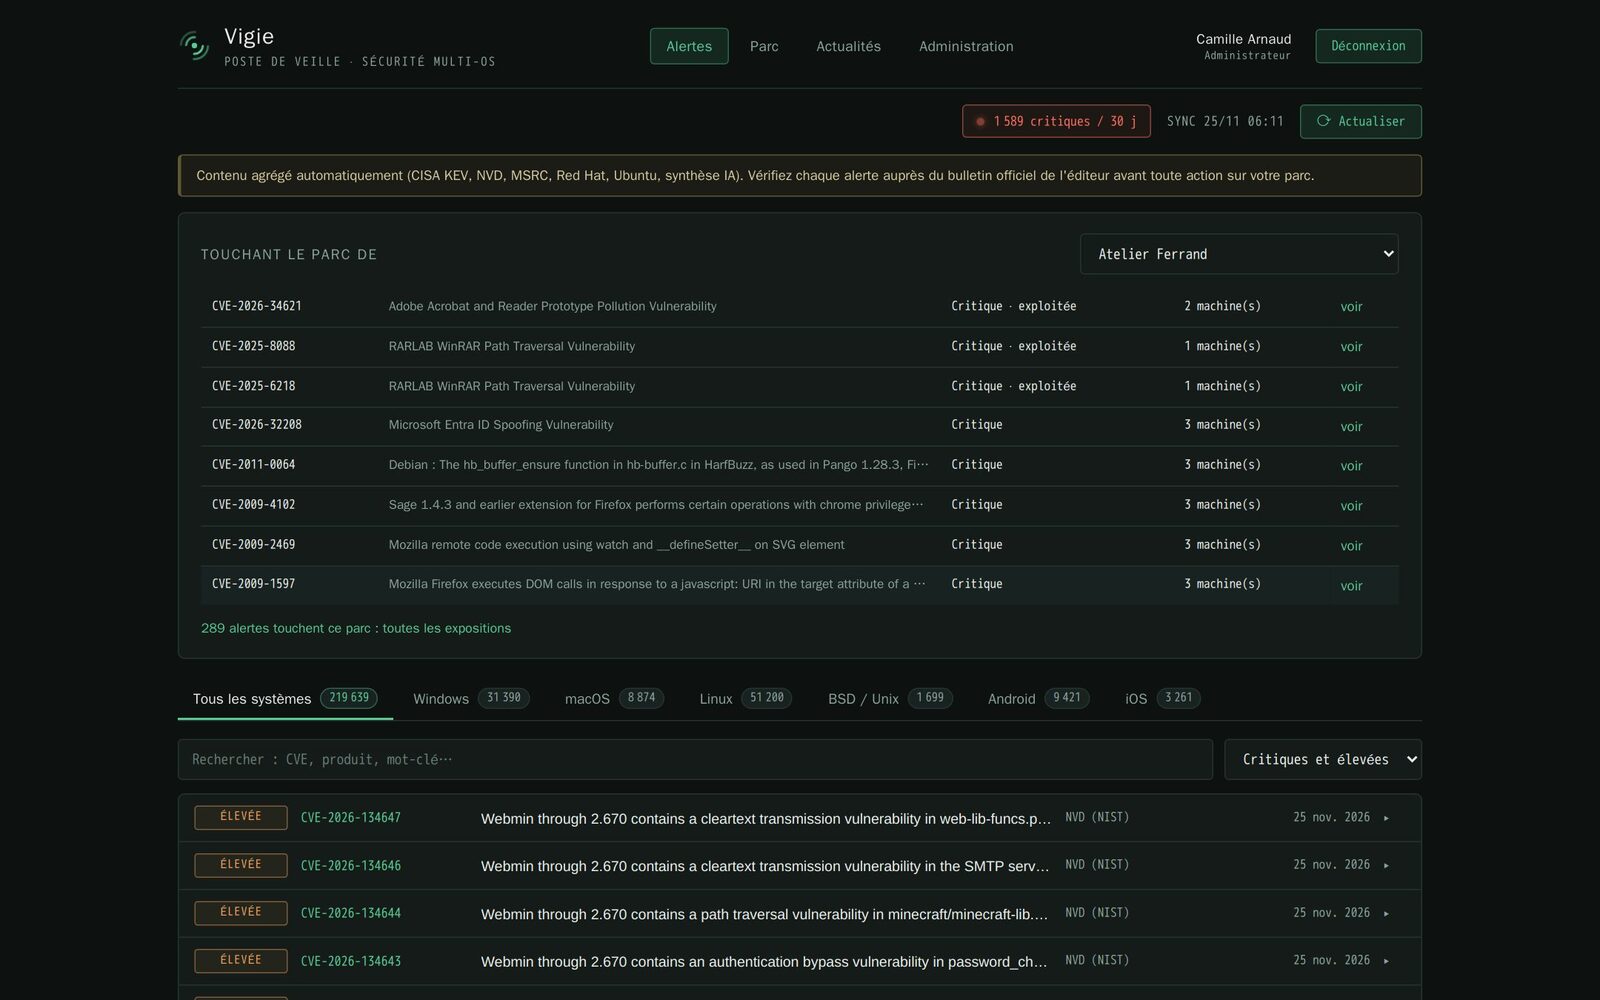 Vigie
POSTE DE VEILLE · SÉCURITÉ MULTI-OS
Alertes Parc Actualités Administration
Camille Arnaud
Administrateur
Déconnexion
1 589 critiques / 30 j SYNC 25/11 06:11 Actualiser
Contenu agrégé automatiquement (CISA KEV, NVD, MSRC, Red Hat, Ubuntu, synthèse IA). Vérifiez chaque alerte auprès du bulletin officiel de l'éditeur avant toute action sur votre parc.
TOUCHANT LE PARC DE Atelier Ferrand
CVE-2026-34621 Adobe Acrobat and Reader Prototype Pollution Vulnerability Critique · exploitée 2 machine(s) voir
CVE-2025-8088 RARLAB WinRAR Path Traversal Vulnerability Critique · exploitée 1 machine(s) voir
CVE-2025-6218 RARLAB WinRAR Path Traversal Vulnerability Critique · exploitée 1 machine(s) voir
CVE-2026-32208 Microsoft Entra ID Spoofing Vulnerability Critique 3 machine(s) voir
CVE-2011-0064 Debian : The hb_buffer_ensure function in hb-buffer.c in HarfBuzz, as used in Pango 1.28.3, Fi… Critique 3 machine(s) voir
CVE-2009-4102 Sage 1.4.3 and earlier extension for Firefox performs certain operations with chrome privilege… Critique 3 machine(s) voir
CVE-2009-2469 Mozilla remote code execution using watch and __defineSetter__ on SVG element Critique 3 machine(s) voir
CVE-2009-1597 Mozilla Firefox executes DOM calls in response to a javascript: URI in the target attribute of a … Critique 3 machine(s) voir
289 alertes touchent ce parc : toutes les expositions
Tous les systèmes 219 639 Windows 31 390 macOS 8 874 Linux 51 200 BSD / Unix 1 699 Android 9 421 iOS 3 261
Rechercher : CVE, produit, mot-clé… Critiques et élevées
ÉLEVÉE CVE-2026-134647 Webmin through 2.670 contains a cleartext transmission vulnerability in web-lib-funcs.p… NVD (NIST) 25 nov. 2026 ▸
ÉLEVÉE CVE-2026-134646 Webmin through 2.670 contains a cleartext transmission vulnerability in the SMTP serv… NVD (NIST) 25 nov. 2026 ▸
ÉLEVÉE CVE-2026-134644 Webmin through 2.670 contains a path traversal vulnerability in minecraft/minecraft-lib.… NVD (NIST) 25 nov. 2026 ▸
ÉLEVÉE CVE-2026-134643 Webmin through 2.670 contains an authentication bypass vulnerability in password_ch… NVD (NIST) 25 nov. 2026 ▸